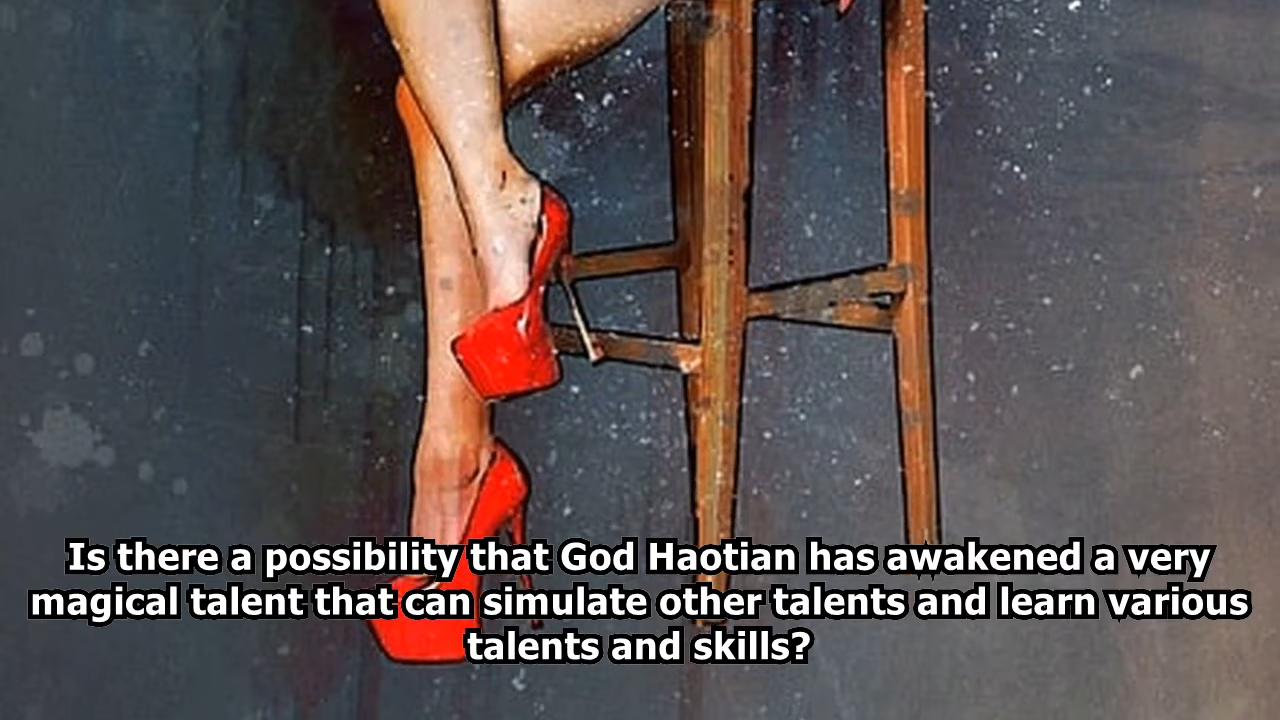 Is there a possibility that God Haotian has awakened a very
magical talent that can simulate other talents and learn various
talents and skills?